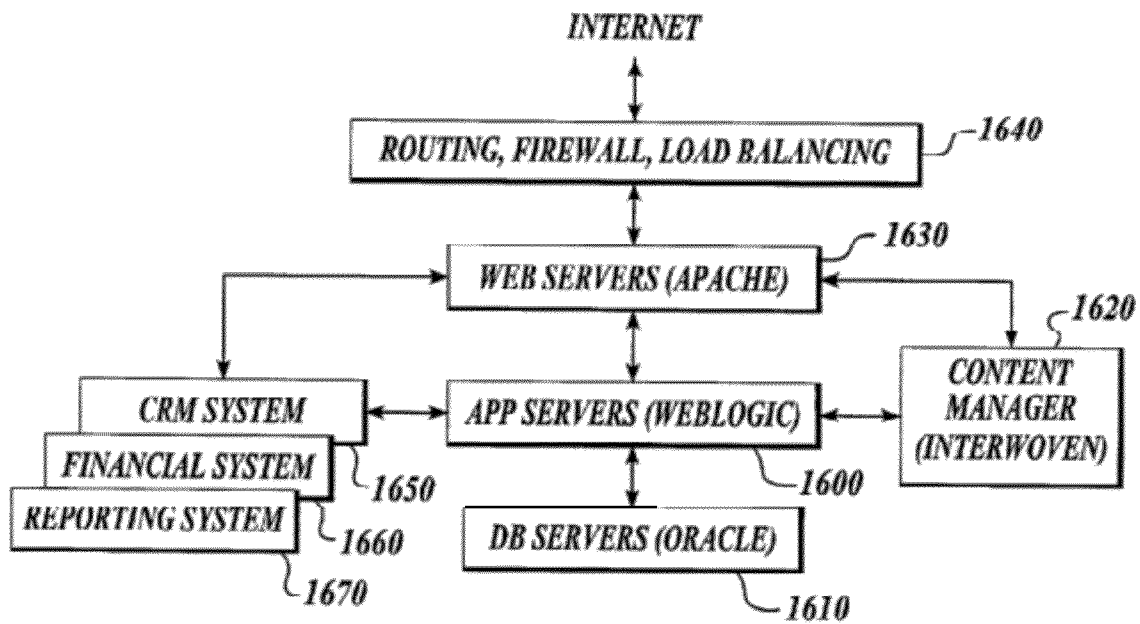 INTERNET
ROUTING, FIREWALL, LOAD BALANCING
1640
1630
WEB SERVERS (APACHE)
1620
CONTENT
MANAGER
(INTERWOVEN)
CRM SYSTEM
APP SERVERS (WEBLOGIC)
FINANCIAL SYSTEM
1650
1600
REPORTING SYSTEM
1660
DB SERVERS (ORACLE)
1670
1610